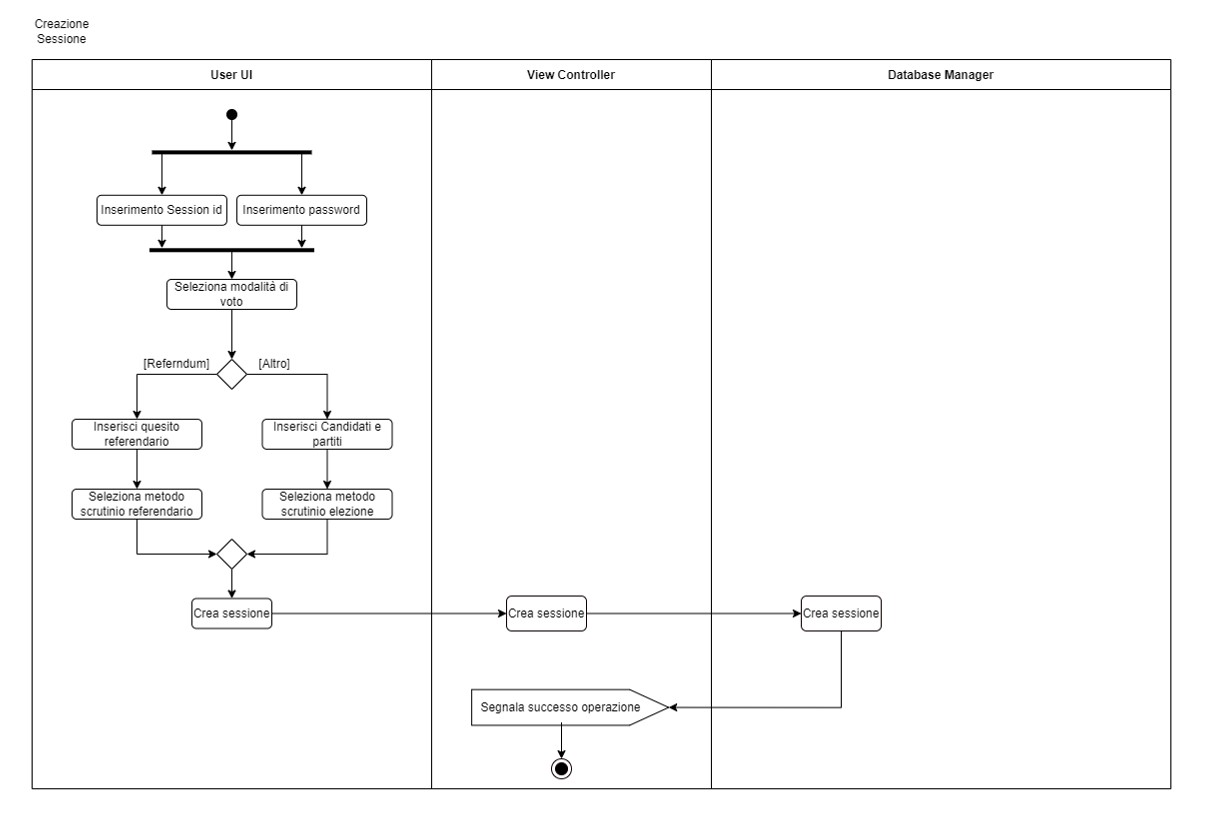 Creazione
Sessione
User UI
View Controller
Database Manager
Inserimento Session id
Inserimento password
Seleziona modalità di
voto
[Referndum]
[Altro]
Inserisci quesito
referendario
Inserisci Candidati e
partiti
Seleziona metodo
scrutinio referendario
Seleziona metodo
scrutinio elezione
Crea sessione
Crea sessione
Crea sessione
Segnala successo operazione